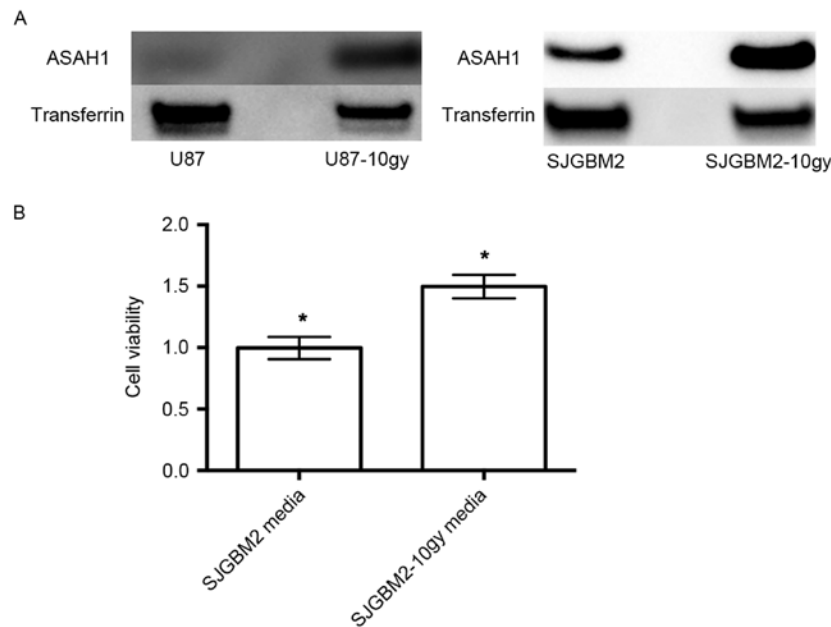 A
ASAH1
Transferrin
U87
U87-10gy
ASAH1
Transferrin
SJGBM2
SJGBM2-10gy
B
Cell viability
2.0
1.5
1.0
0.5
0.0
*
*
SJGBM2 media
SJGBM2-10gy media